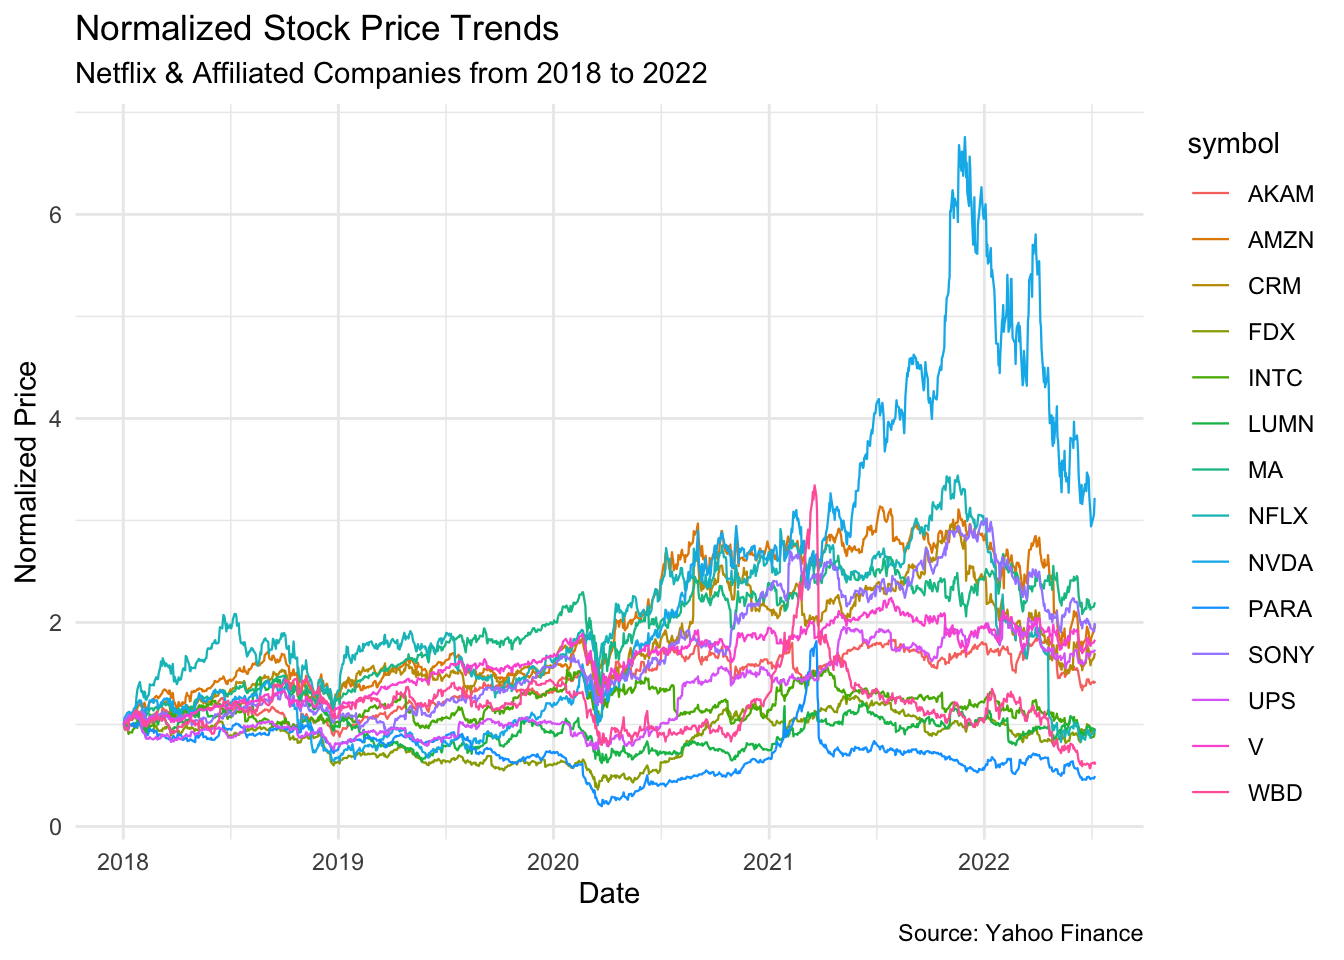 Normalized Stock Price Trends
Netflix & Affiliated Companies from 2018 to 2022
Normalized Price
6
4
2
0
2018
2019
2020
2021
2022
Date
symbol
AKAM
AMZN
CRM
FDX
INTC
LUMN
MA
NFLX
NVDA
PARA
SONY
UPS
V
WBD
Source: Yahoo Finance